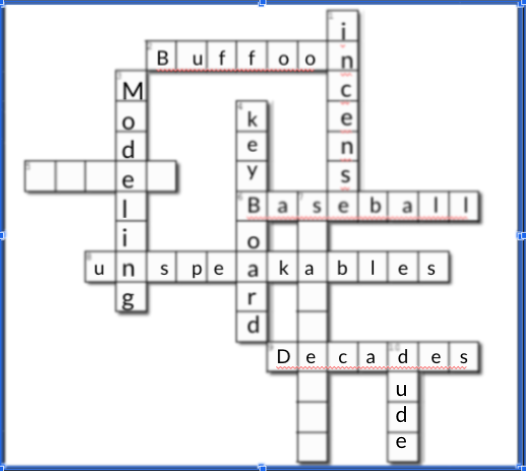 incense
Buffoon
Modeling
keyBoard
Baseball
unspeakables
Decades
dude